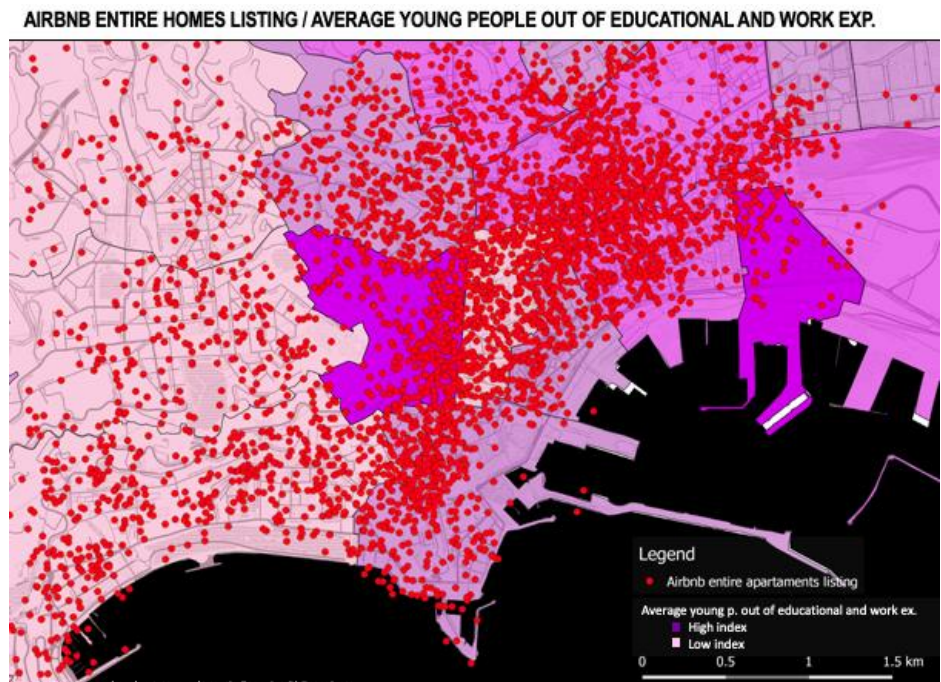 AIRBNB ENTIRE HOMES LISTING / AVERAGE YOUNG PEOPLE OUT OF EDUCATIONAL AND WORK EXP.
Legend
Airbnb entire apartaments listing
Average young p. out of educational and work ex.
High index
Low index
0 0.5 1 1.5 km